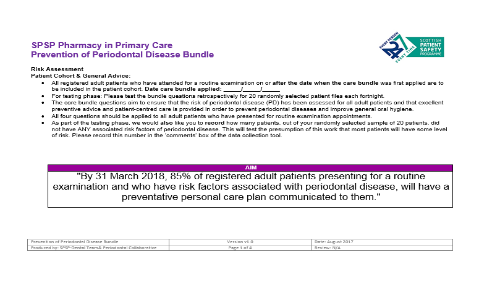 SPSP Pharmacy in Primary Care
Prevention of Periodontal Disease Bundle
SCOTTISH
PATIENT
SAFETY
PROGRAMME
Risk Assessment
Patient Cohort & General Advice:
• All registered adult patients who have attended for a routine examination on or after the date when the care bundle was first applied are to
be included in the patient cohort. Date care bundle applied: ____/____/____
• For testing phase: Please test the bundle questions retrospectively for 20 randomly selected patient files each fortnight.
• The care bundle questions aim to ensure that the risk of periodontal disease (PD) has been assessed for all adult patients and that excellent
preventive advice and patient-centred care is provided in order to prevent periodontal diseases and improve general oral hygiene.
• All four questions should be applied to all adult patients who have presented for routine examination appointments.
• As part of the testing phase, we would also like you to record how many patients, out of your randomly selected sample of 20 patients, did
not have ANY associated risk factors of periodontal disease. This will test the presumption of this work that most patients will have some level
of risk. Please record this number in the 'comments' box of the data collection tool.
AIM
"By 31 March 2018, 85% of registered adult patients presenting for a routine
examination and who have risk factors associated with periodontal disease, will have a
preventative personal care plan communicated to them."
Prevention of Periodontal Disease Bundle Version v1.0 Date: August 2017
Produced by: SPSP Dental Team& Periodontal Collaborative Page 1 of 4 Review: N/A